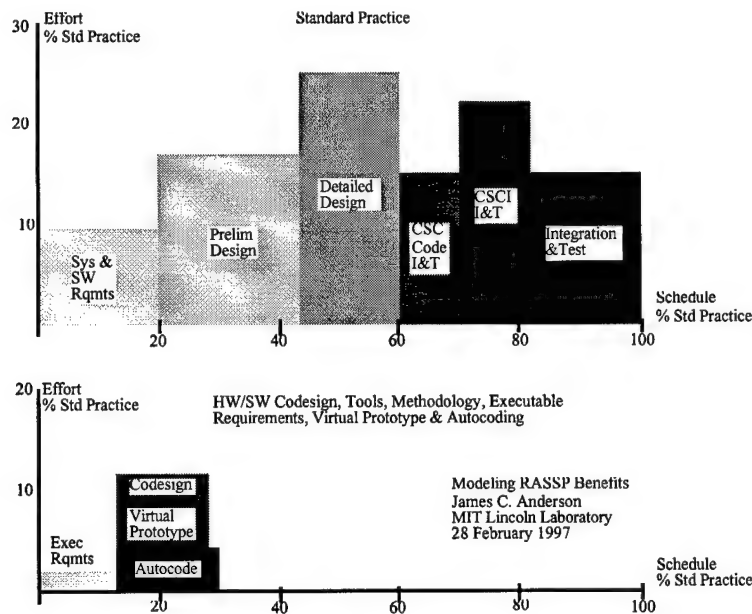 Effort
% Std Practice
Standard Practice
30
20
10
Sys &
SW
Rqmts
Prelim
Design
Detailed
Design
CSC
Code
I&T
CSCI
I&T
Integration
&Test
Schedule
% Std Practice
20
40
60
80
100
Effort
% Std Practice
HW/SW Codesign, Tools, Methodology, Executable
Requirements, Virtual Prototype & Autocoding
20
10
Exec
Rqmts
Codesign
Virtual
Prototype
Autocode
Modeling RASSP Benefits
James C. Anderson
MIT Lincoln Laboratory
28 February 1997
Schedule
% Std Practice
20
40
60
80
100